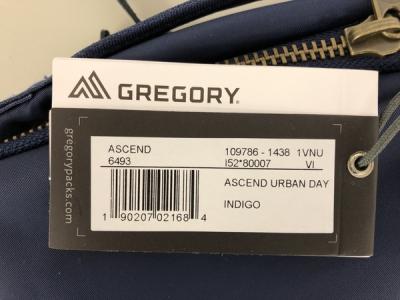 GREGORY.
gregorypacks.com
ASCEND 109786 - 1438 1VNU
6493 I52*80007 VI
ASCEND URBAN DAY
INDIGO
1 90207 02168 4